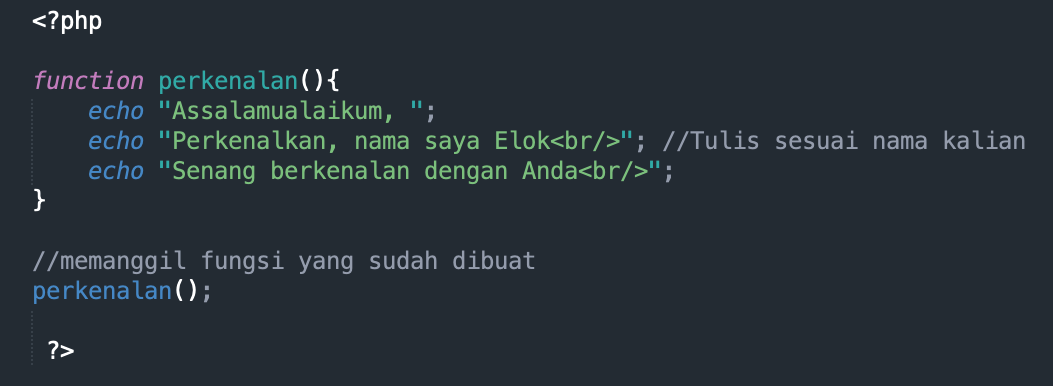 <?php
function perkenalan(){
echo "Assalamualaikum, ";
echo "Perkenalkan, nama saya Elok<br/>"; //Tulis sesuai nama kalian
echo "Senang berkenalan dengan Anda<br/>";
}
//memanggil fungsi yang sudah dibuat
perkenalan();
?>